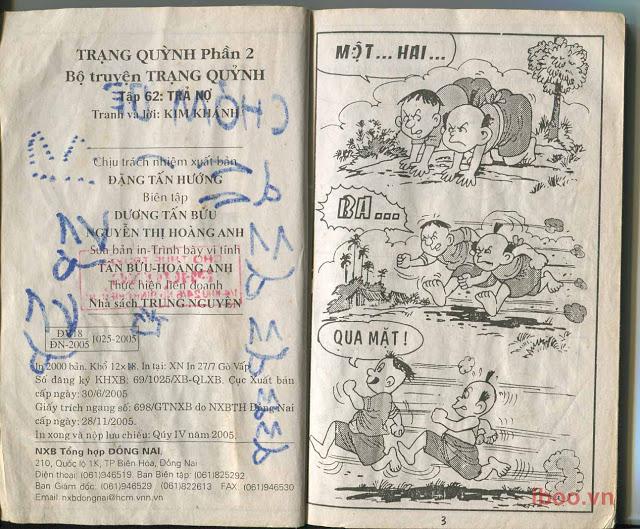 TRẠNG QUỲNH Phần 2
Bộ truyện TRẠNG QUỶNH
Tập 62: TRẢ NỢ
Tranh và lời: KIM KHÁNH
Chịu trách nhiệm xuất bản
ĐẶNG TẤN HƯỚNG
Biên tập
DƯƠNG TẤN BỬU
NGUYỄN THỊ HOÀNG ANH
Sửa bản in-Trình bày vi tính
TẤN BỬU-HOÀNG ANH
Thực hiện liên doanh
Nhà sách TRUNG NGUYÊN
ĐV18
ĐN-2005
1025-2005
In 2000 bản. Khổ 12×18. In tại: XN In 27/7 Gò Vấp
Số đăng ký KHXB: 69/1025/XB-QLXB. Cục Xuất bản
cấp ngày: 30/6/2005
Giấy trích ngang số: 698/GTNXB do NXBTH Đồng Nai
cấp ngày: 28/11/2005.
In xong và nộp lưu chiểu: Qúy IV năm 2005.
NXB Tổng hợp ĐỒNG NAI
210, Quốc lộ 1K, TP Biên Hòa, Đồng Nai
Điện thoại: (061)946519. Ban Biên tập: (061)825292
Ban Giám đốc: (061)946529 (061)822613 FAX: (061)946530
Email: nxbdongnai@hcm.vnn.vn
MỘT... HAI...
BA...
QUA MẶT!
3
iboo.vn